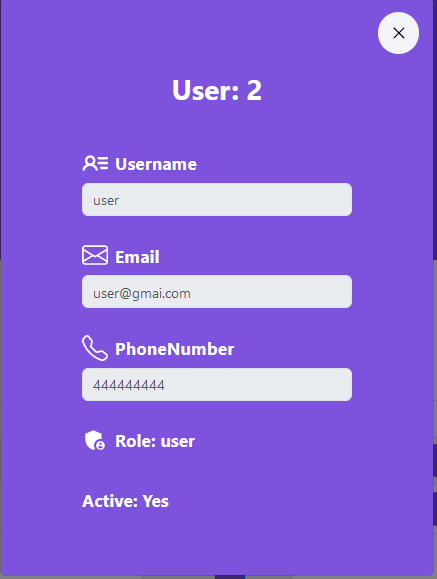 User: 2
Username
user
Email
user@gmai.com
PhoneNumber
444444444
Role: user
Active: Yes